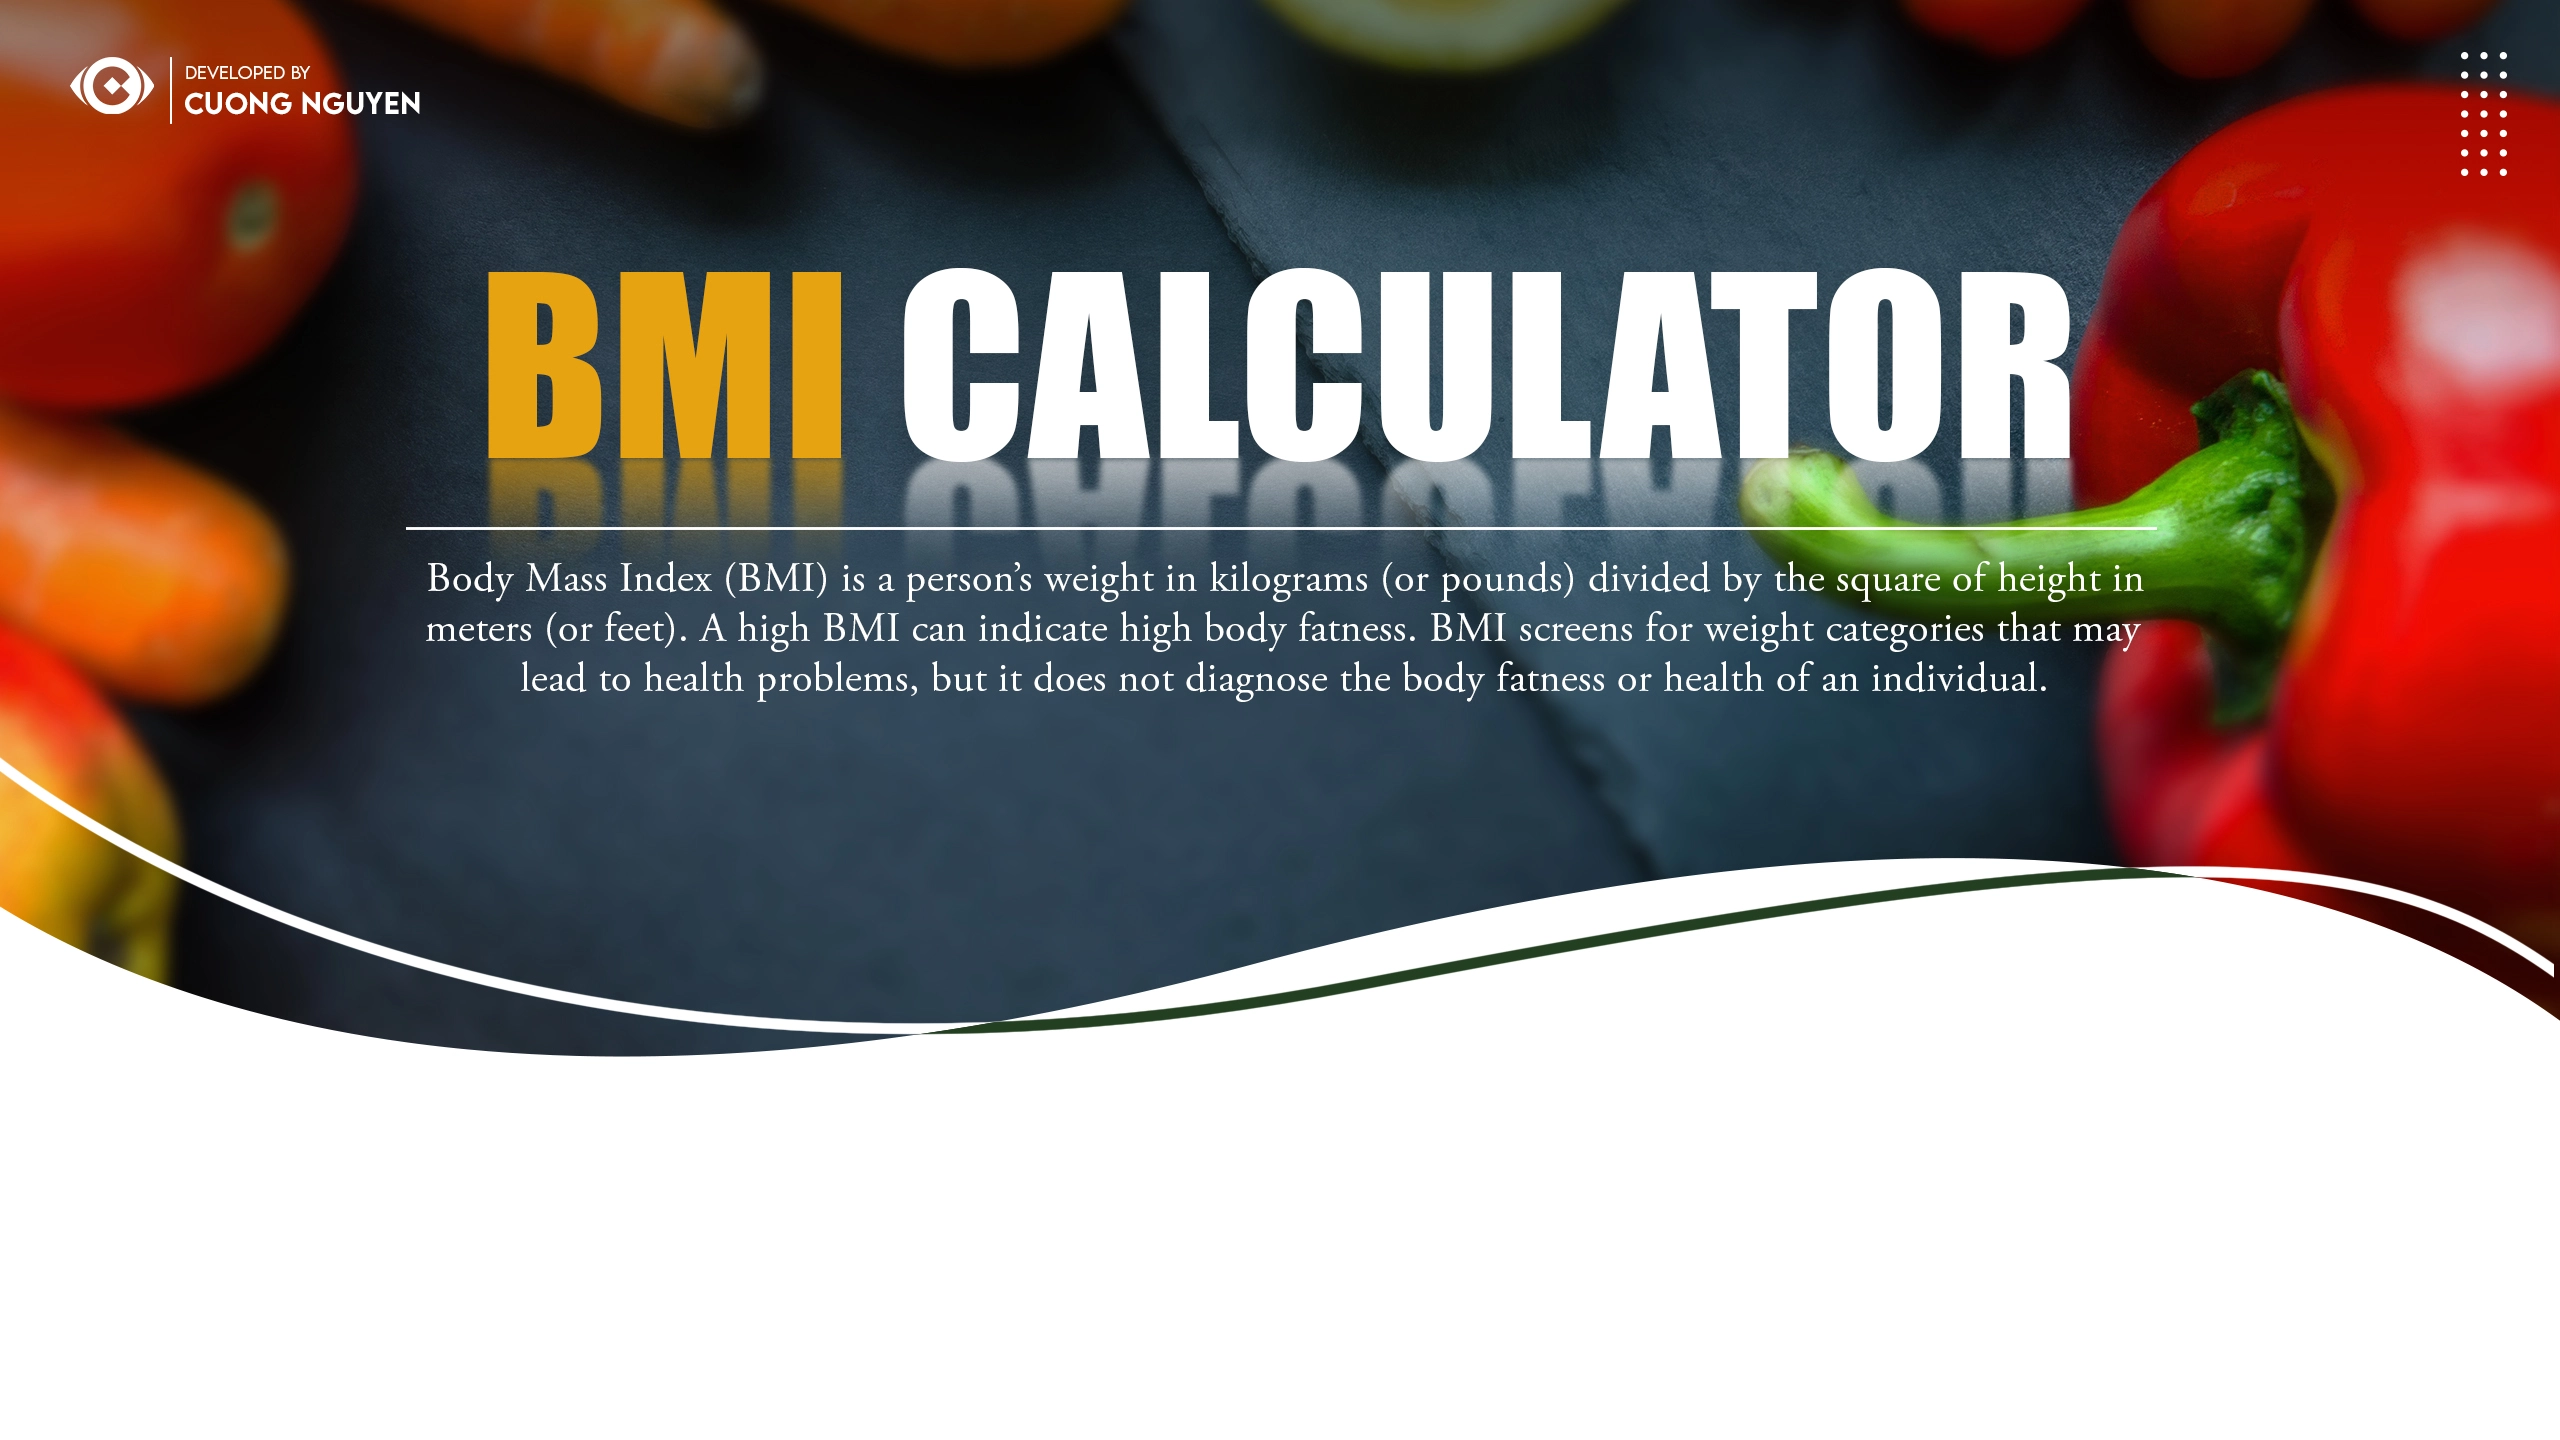 DEVELOPED BY
CUONG NGUYEN
BMI CALCULATOR
Body Mass Index (BMI) is a person’s weight in kilograms (or pounds) divided by the square of height in
meters (or feet). A high BMI can indicate high body fatness. BMI screens for weight categories that may
lead to health problems, but it does not diagnose the body fatness or health of an individual.